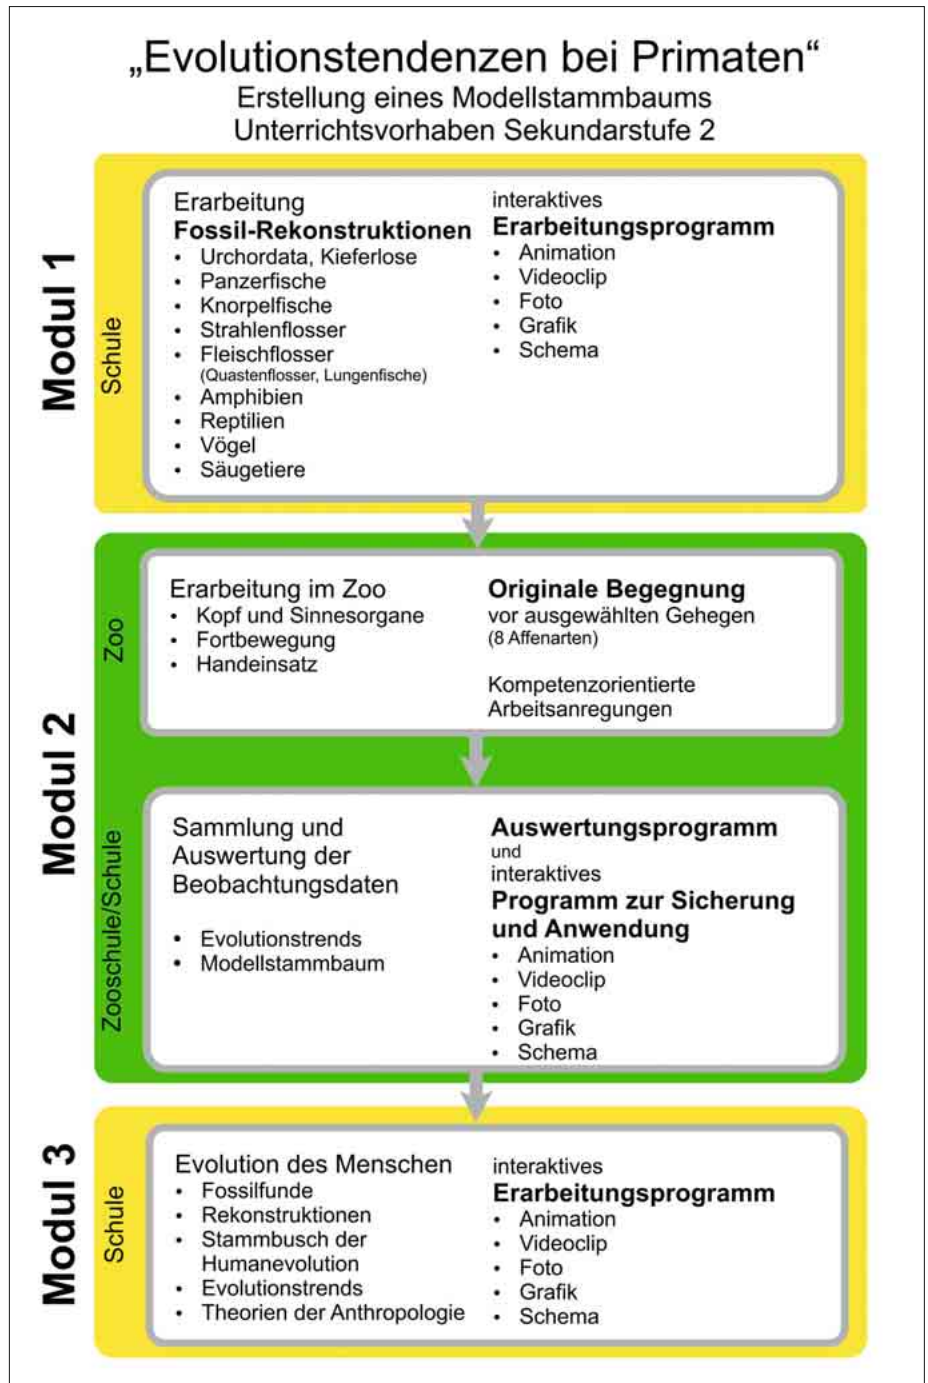 „Evolutionstendenzen bei Primaten“
Erstellung eines Modellstammbaums
Unterrichtsvorhaben Sekundarstufe 2
Modul 1
Schule
Erarbeitung
Fossil-Rekonstruktionen
• Urchordata, Kieferlose
• Panzerfische
• Knorpelfische
• Strahlenflosser
• Fleischflosser
(Quastenflosser, Lungenfische)
• Amphibien
• Reptilien
• Vögel
• Säugetiere
interaktives
Erarbeitungsprogramm
• Animation
• Videoclip
• Foto
• Grafik
• Schema
Modul 2
Zoo
Erarbeitung im Zoo
• Kopf und Sinnesorgane
• Fortbewegung
• Handeinsatz
Originale Begegnung
vor ausgewählten Gehegen
(8 Affenarten)
Kompetenzorientierte
Arbeitsanregungen
Zooschule/Schule
Sammlung und
Auswertung der
Beobachtungsdaten
• Evolutionstrends
• Modellstammbaum
Auswertungsprogramm
und
interaktives
Programm zur Sicherung
und Anwendung
• Animation
• Videoclip
• Foto
• Grafik
• Schema
Modul 3
Schule
Evolution des Menschen
• Fossilfunde
• Rekonstruktionen
• Stammbusch der
Humanevolution
• Evolutionstrends
• Theorien der Anthropologie
interaktives
Erarbeitungsprogramm
• Animation
• Videoclip
• Foto
• Grafik
• Schema